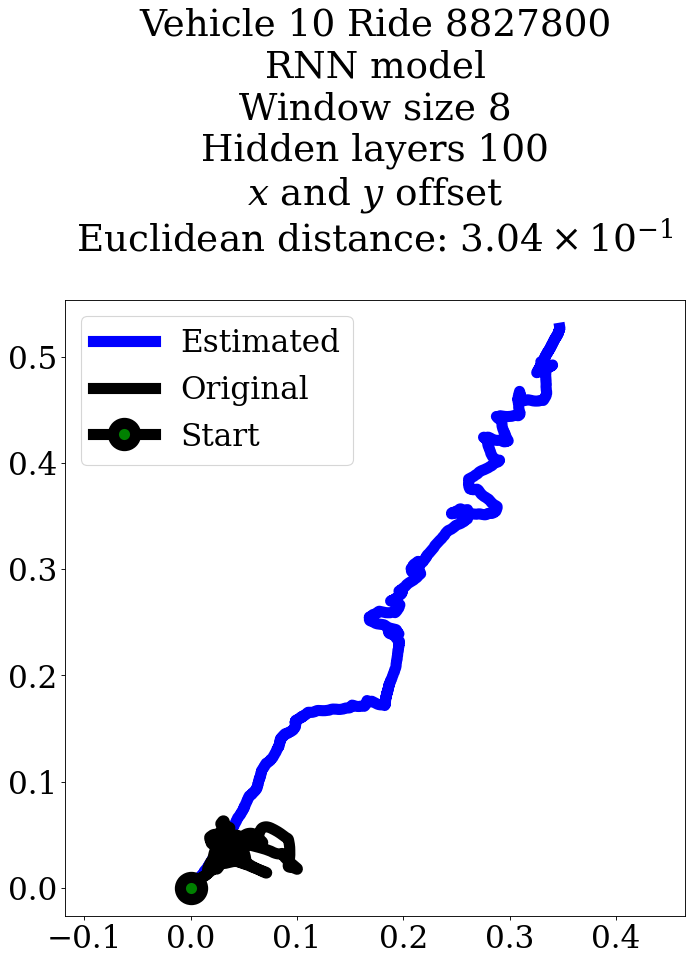 Vehicle 10 Ride 8827800
RNN model
Window size 8
Hidden layers 100
x and y offset
Euclidean distance: 3.04 × 10⁻¹
Estimated
Original
Start
0.5
0.4
0.3
0.2
0.1
0.0
−0.1 0.0 0.1 0.2 0.3 0.4